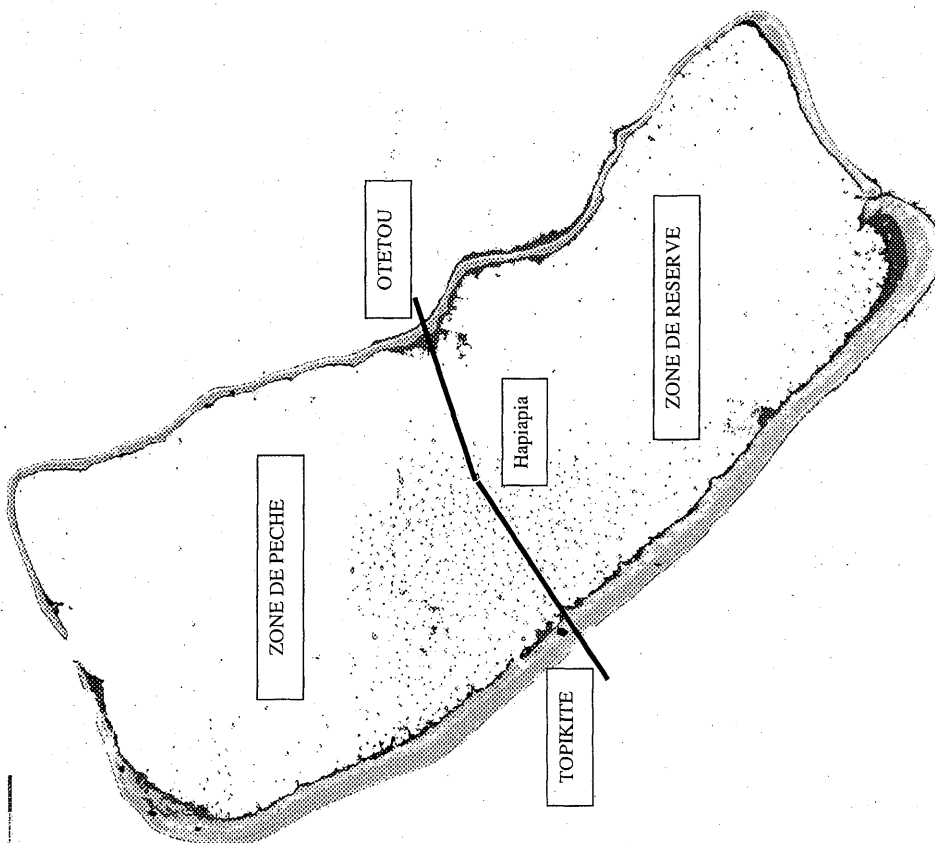 ZONE DE PECHE
OTETOU
TOPIKITE
Hapiapia
ZONE DE RESERVE